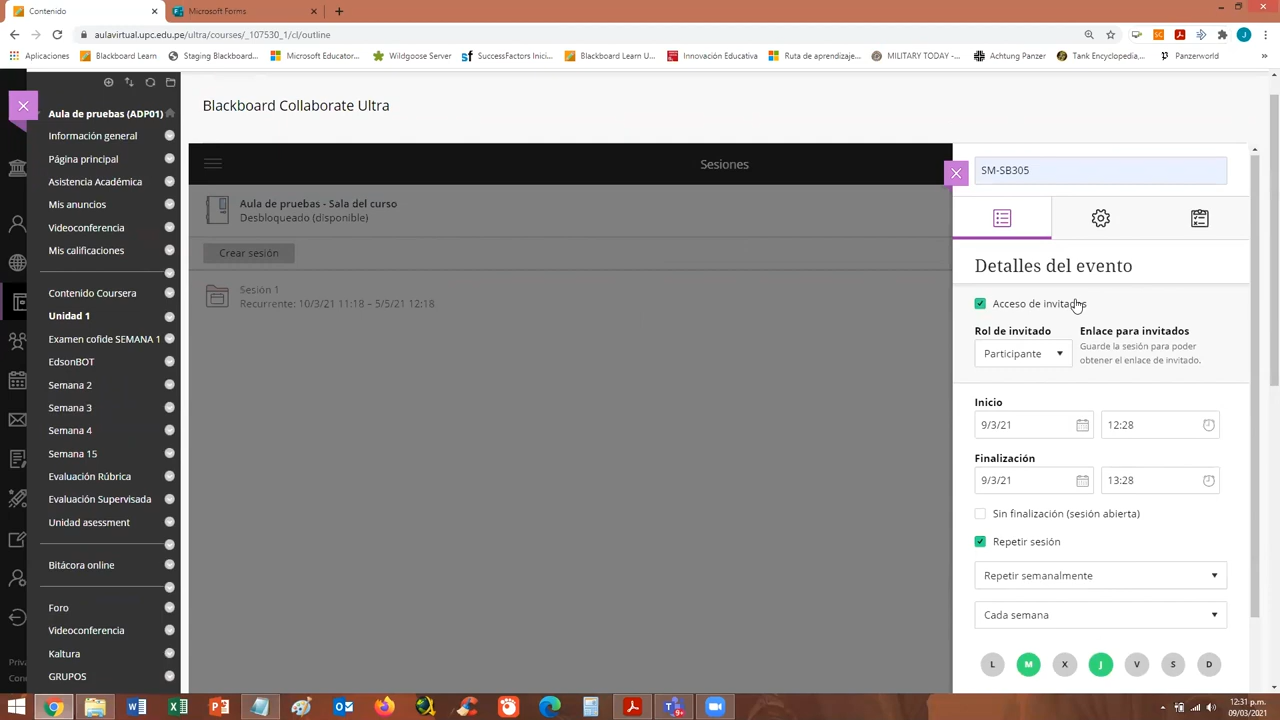 Contenido
Microsoft Forms
aulavirtual.upc.edu.pe/ultra/courses/_107530_1/cl/outline
Aplicaciones
Blackboard Learn
Staging Blackboard...
Microsoft Educator...
Wildgoose Server
SuccessFactors Inici...
Blackboard Learn U...
Innovación Educativa
Ruta de aprendizaje...
MILITARY TODAY -...
Achtung Panzer
Tank Encyclopedia,...
Panzerworld
Aula de pruebas (ADP01)
Información general
Página principal
Asistencia Académica
Mis anuncios
Videoconferencia
Mis calificaciones
Contenido Coursera
Unidad 1
Examen cofide SEMANA 1
EdsonBOT
Semana 2
Semana 3
Semana 4
Semana 15
Evaluación Rúbrica
Evaluación Supervisada
Unidad asessment
Bitácora online
Foro
Videoconferencia
Kaltura
GRUPOS
Priva
Con
Blackboard Collaborate Ultra
Sesiones
Aula de pruebas - Sala del curso
Desbloqueado (disponible)
Crear sesión
Sesión 1
Recurrente: 10/3/21 11:18 – 5/5/21 12:18
SM-SB305
Detalles del evento
Acceso de invitados
Rol de invitado
Participante
Enlace para invitados
Guarde la sesión para poder
obtener el enlace de invitado.
Inicio
9/3/21
12:28
Finalización
9/3/21
13:28
Sin finalización (sesión abierta)
Repetir sesión
Repetir semanalmente
Cada semana
L M X J V S D
12:31 p.m.
09/03/2021